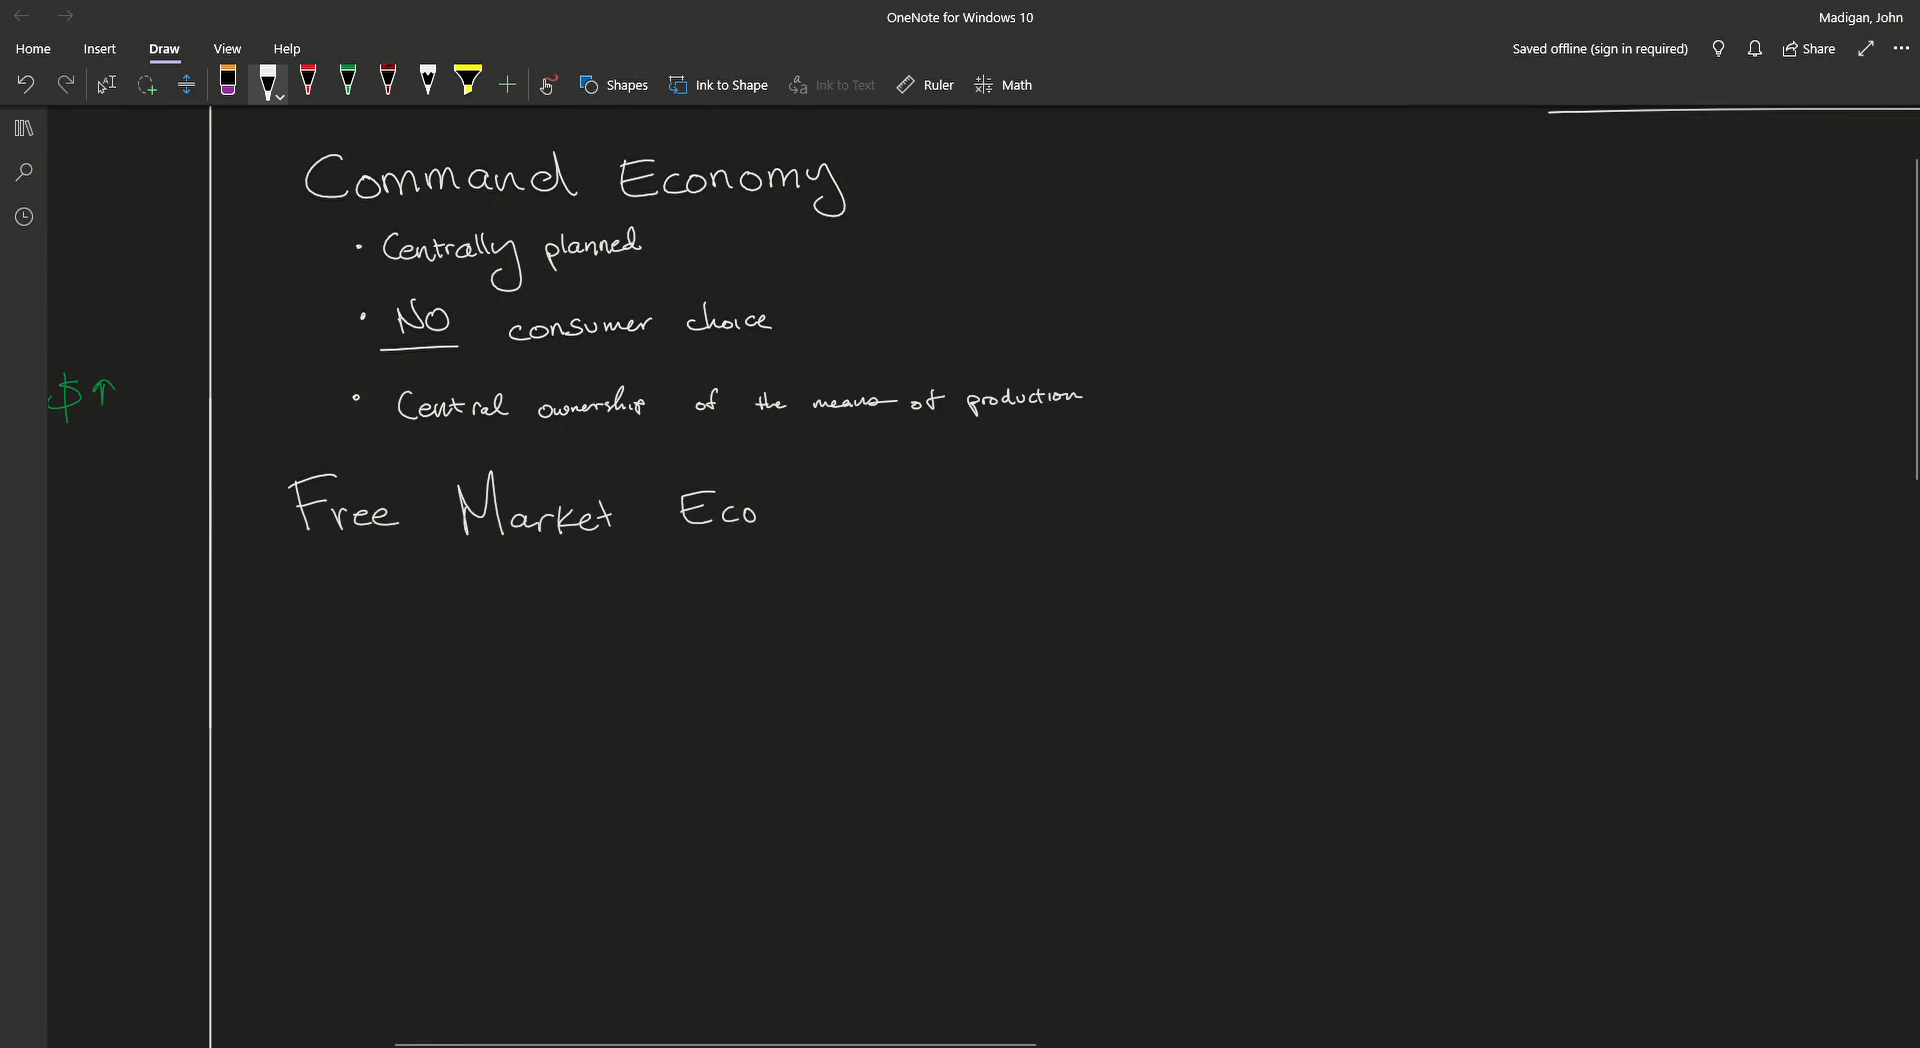 OneNote for Windows 10
Madigan, John
Home Insert Draw View Help
Saved offline (sign in required) Share
Shapes Ink to Shape Ink to Text Ruler Math
Command Economy
• Centrally planned
• NO consumer choice
$↑
• Central ownership of the means of production
Free Market Eco